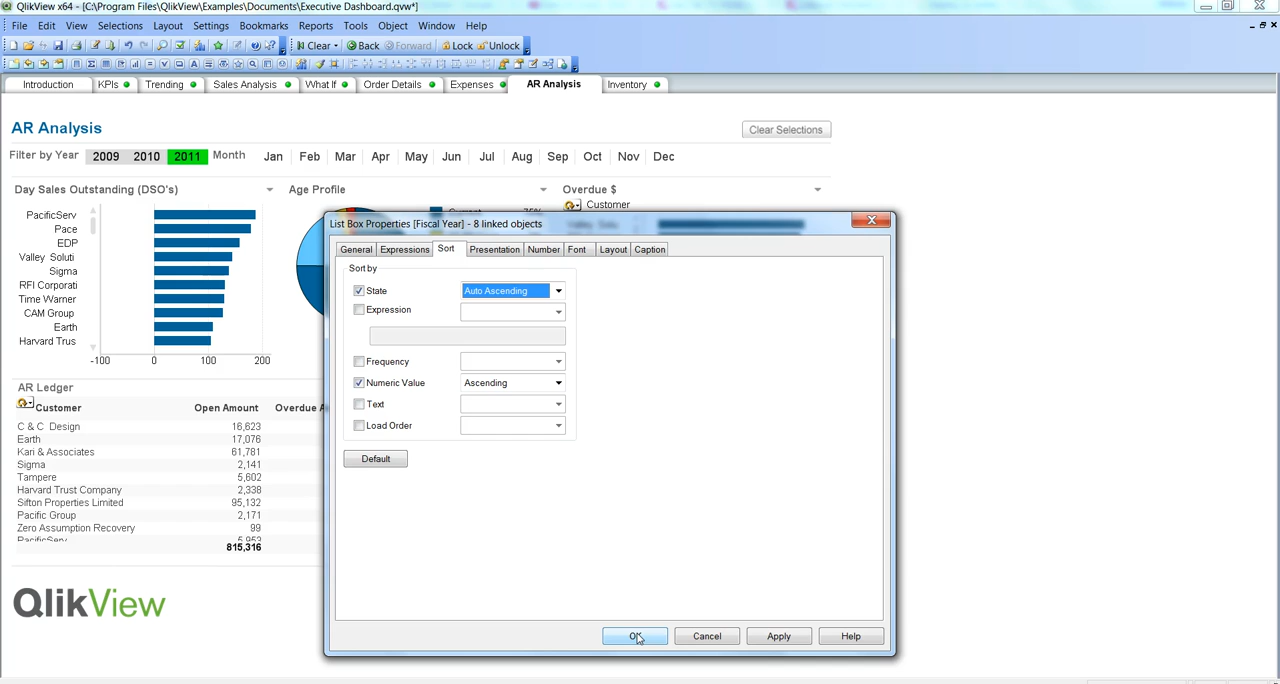 QlikView x64 - [C:\Program Files\QlikView\Examples\Documents\Executive Dashboard.qvw*]
File Edit View Selections Layout Settings Bookmarks Reports Tools Object Window Help
Clear Back Forward Lock Unlock
Introduction KPIs Trending Sales Analysis What If Order Details Expenses AR Analysis Inventory
AR Analysis
Clear Selections
Filter by Year 2009 2010 2011 Month Jan Feb Mar Apr May Jun Jul Aug Sep Oct Nov Dec
Day Sales Outstanding (DSO's) Age Profile Overdue $
Customer
PacificServ
Pace
EDP
Valley Soluti
Sigma
RFI Corporati
Time Warner
CAM Group
Earth
Harvard Trus
-100 0 100 200
AR Ledger
Customer Open Amount Overdue A
C & C Design 16,623
Earth 17,076
Kari & Associates 61,781
Sigma 2,141
Tampere 5,602
Harvard Trust Company 2,338
Sifton Properties Limited 95,132
Pacific Group 2,171
Zero Assumption Recovery 99
PacificServ 5,953
815,316
QlikView
List Box Properties [Fiscal Year] - 8 linked objects
General Expressions Sort Presentation Number Font Layout Caption
Sort by
State Auto Ascending
Expression
Frequency
Numeric Value Ascending
Text
Load Order
Default
OK Cancel Apply Help